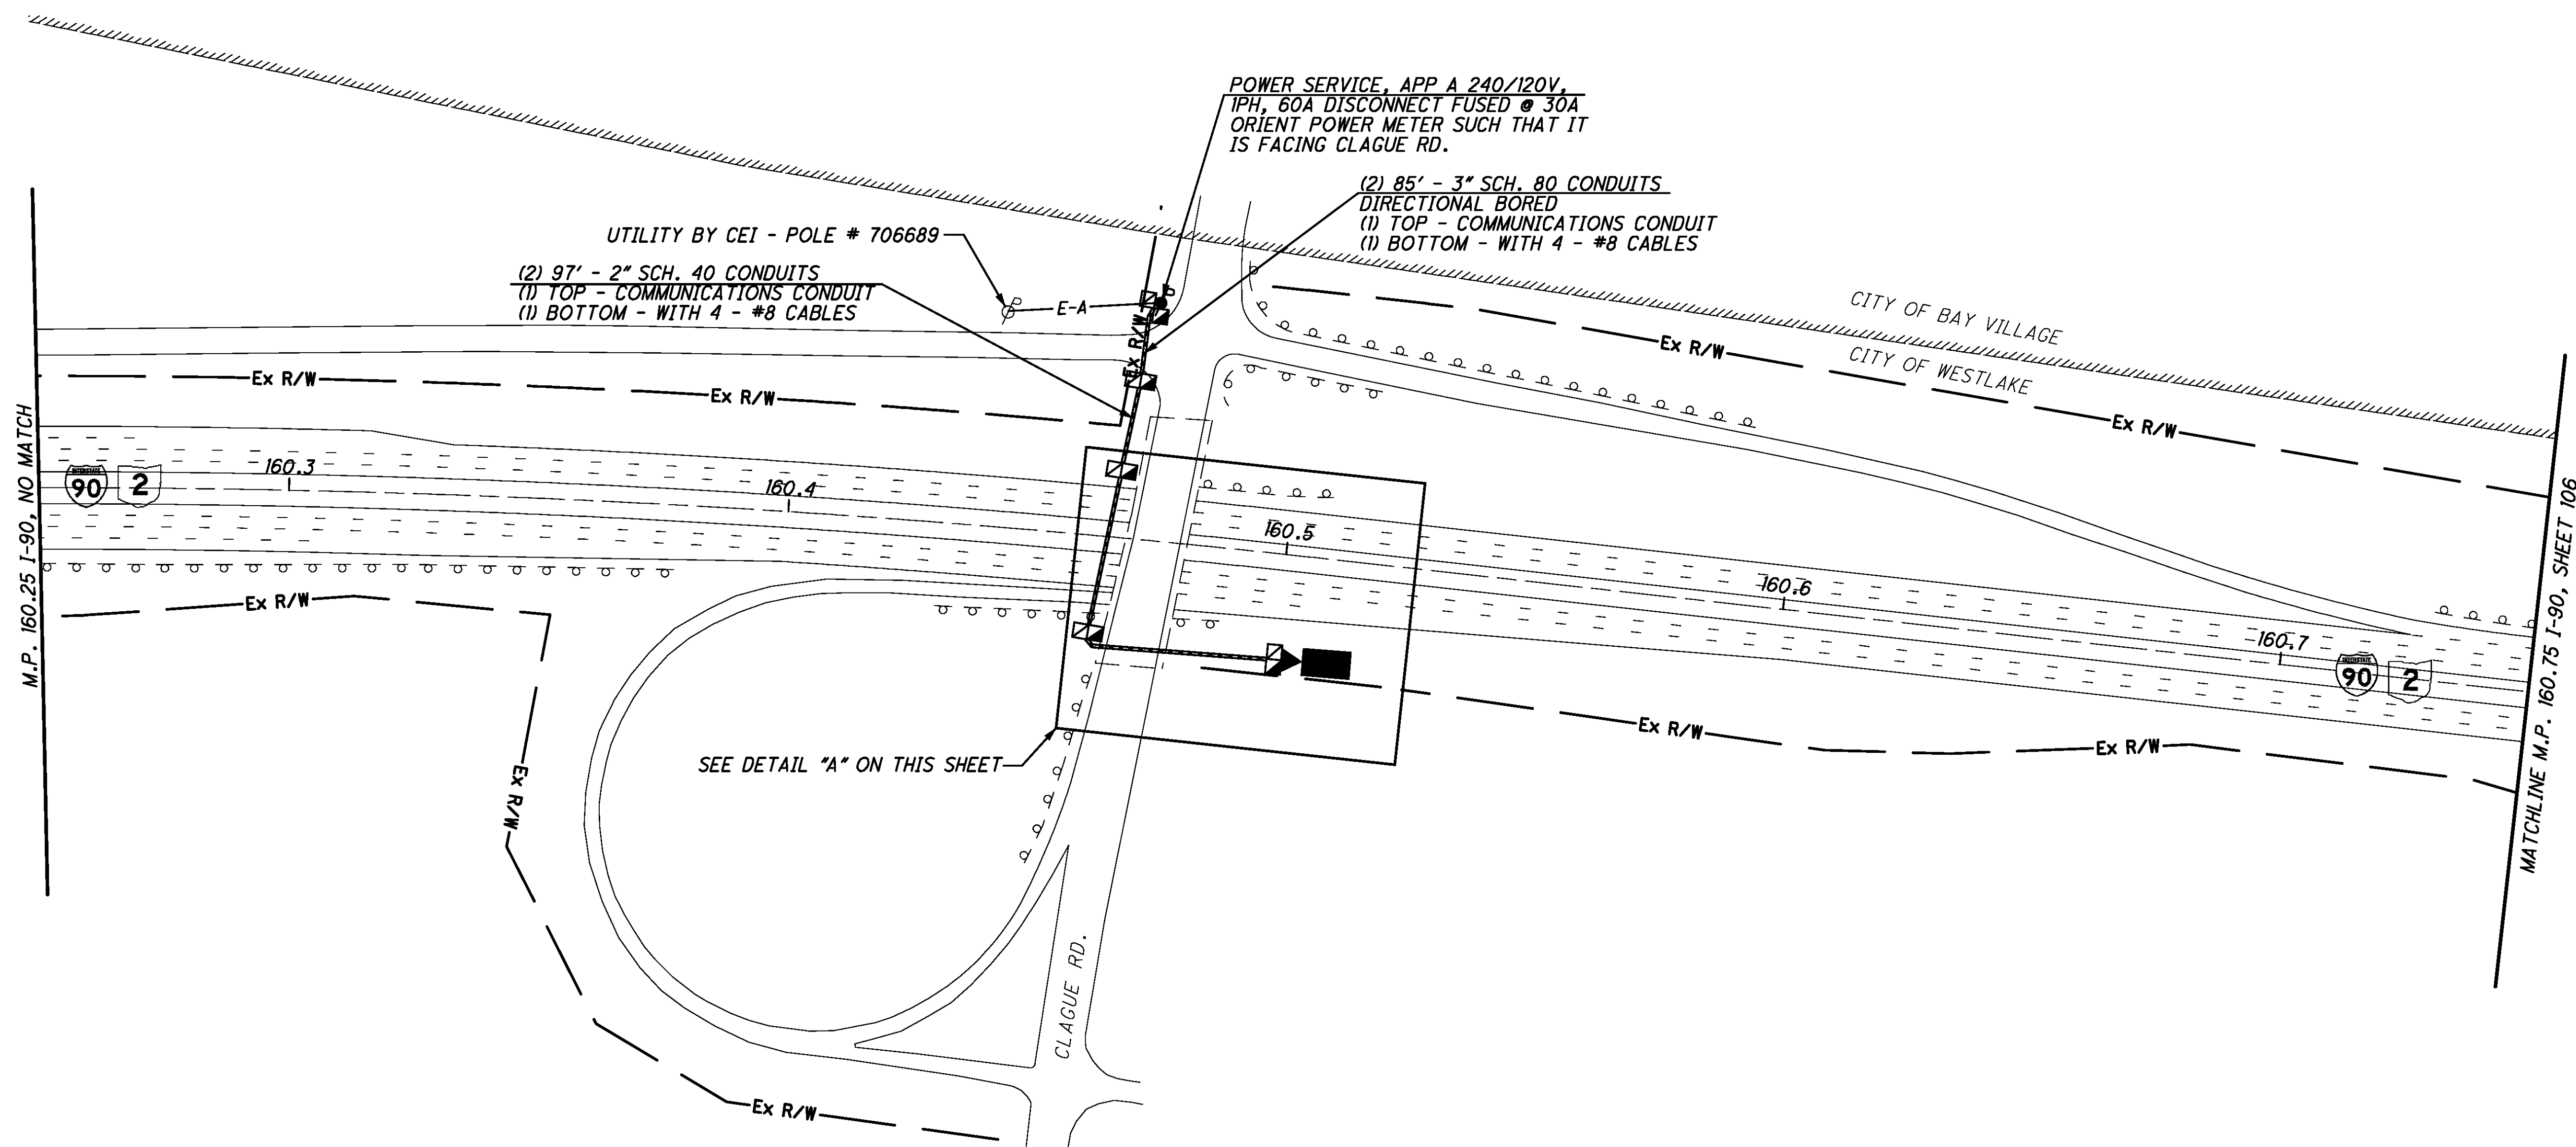 POWER SERVICE, APP A 240/120V,
1PH, 60A DISCONNECT FUSED @ 30A
ORIENT POWER METER SUCH THAT IT
IS FACING CLAGUE RD.
(2) 85' - 3" SCH. 80 CONDUITS
DIRECTIONAL BORED
(1) TOP - COMMUNICATIONS CONDUIT
(1) BOTTOM - WITH 4 - #8 CABLES
UTILITY BY CEI - POLE # 706689
(2) 97' - 2" SCH. 40 CONDUITS
(1) TOP - COMMUNICATIONS CONDUIT
(1) BOTTOM - WITH 4 - #8 CABLES
E-A
Ex R/W
CITY OF BAY VILLAGE
CITY OF WESTLAKE
Ex R/W
Ex R/W
Ex R/W
Ex R/W
M.P. 160.25 I-90, NO MATCH
INTERSTATE
90
2
160.3
160.4
160.5
160.6
160.7
INTERSTATE
90
2
MATCHLINE M.P. 160.75 I-90, SHEET 106
Ex R/W
Ex R/W
Ex R/W
Ex R/W
SEE DETAIL "A" ON THIS SHEET
CLAGUE RD.
Ex R/W